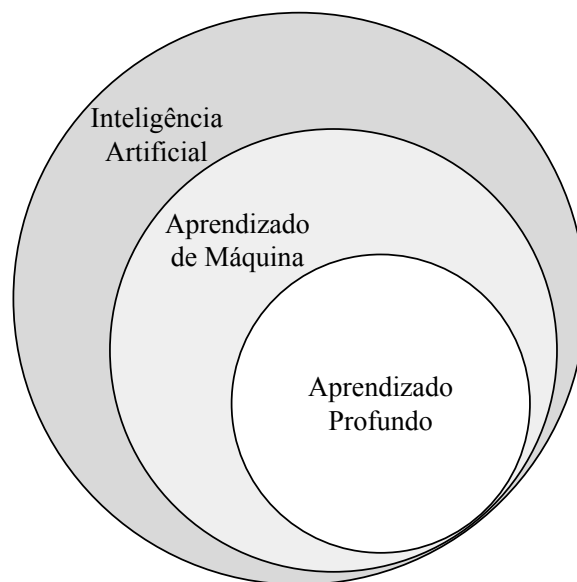 Inteligência
Artificial
Aprendizado
de Máquina
Aprendizado
Profundo